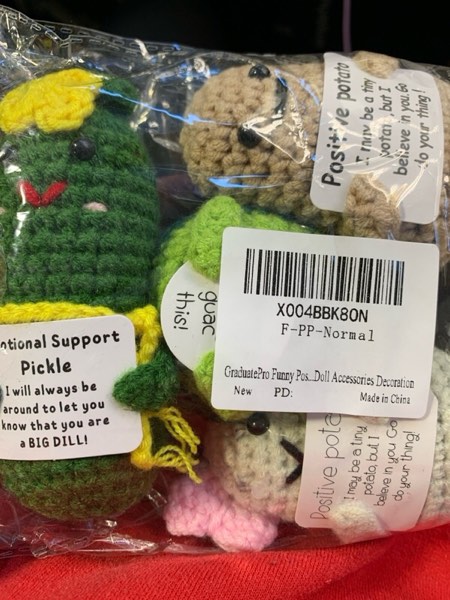 Positive potato
I may be a tiny
potat but I
believe in you. Go
do your thing!
guac
this!
X004BBK8ON
F-PP-Normal
GraduatePro Funny Pos...Doll Accessories Decoration
New PD: Made in China
otional Support
Pickle
I will always be
around to let you
know that you are
a BIG DILL!
Positive pota
I may be a tiny
potato, but I
believe in you. Go
do your thing!